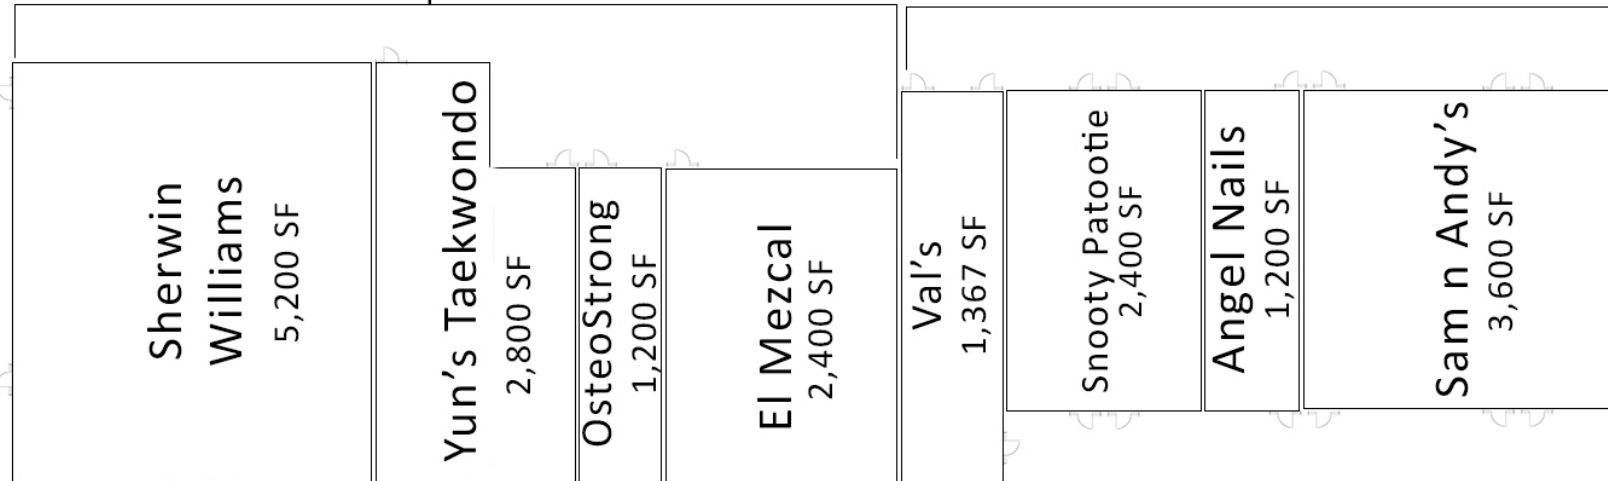 Sherwin
Williams
5,200 SF
Yun's Taekwondo
2,800 SF
OsteoStrong
1,200 SF
El Mezcal
2,400 SF
Val's
1,367 SF
Snooty Patootie
2,400 SF
Angel Nails
1,200 SF
Sam n Andy's
3,600 SF